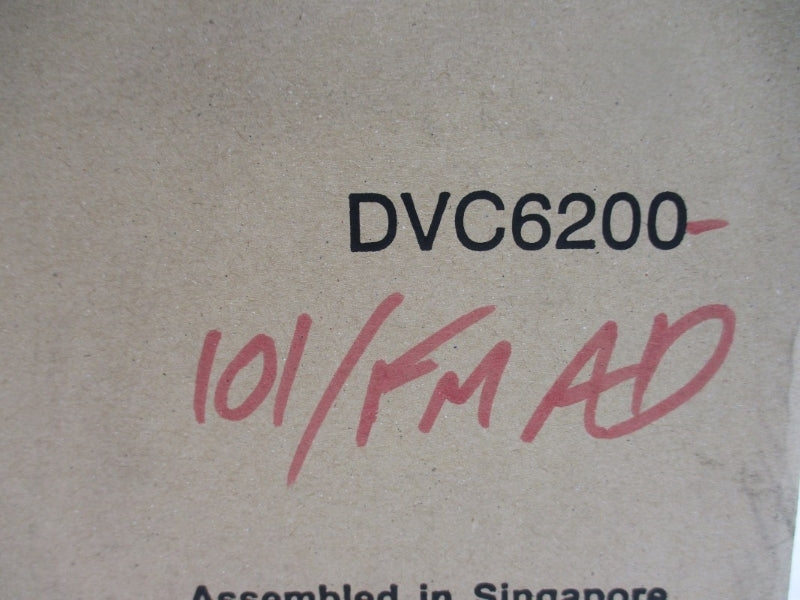 DVC6200-
101/FM AD
Assembled in Singapore